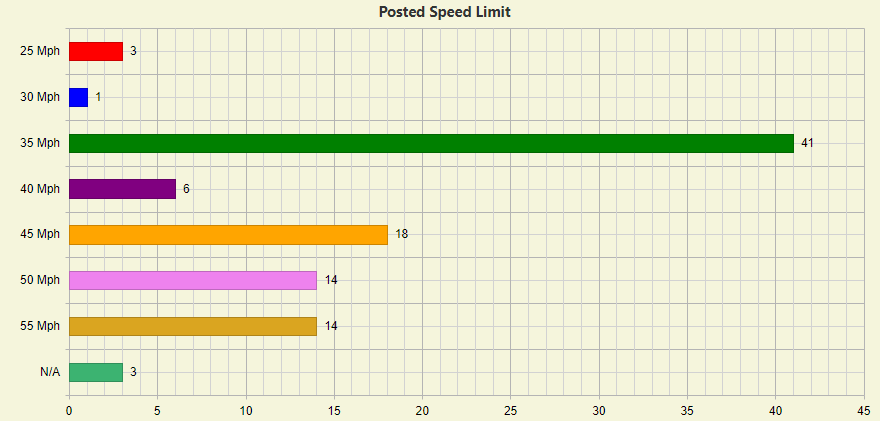 Posted Speed Limit
25 Mph 3
30 Mph 1
35 Mph 41
40 Mph 6
45 Mph 18
50 Mph 14
55 Mph 14
N/A 3
0 5 10 15 20 25 30 35 40 45